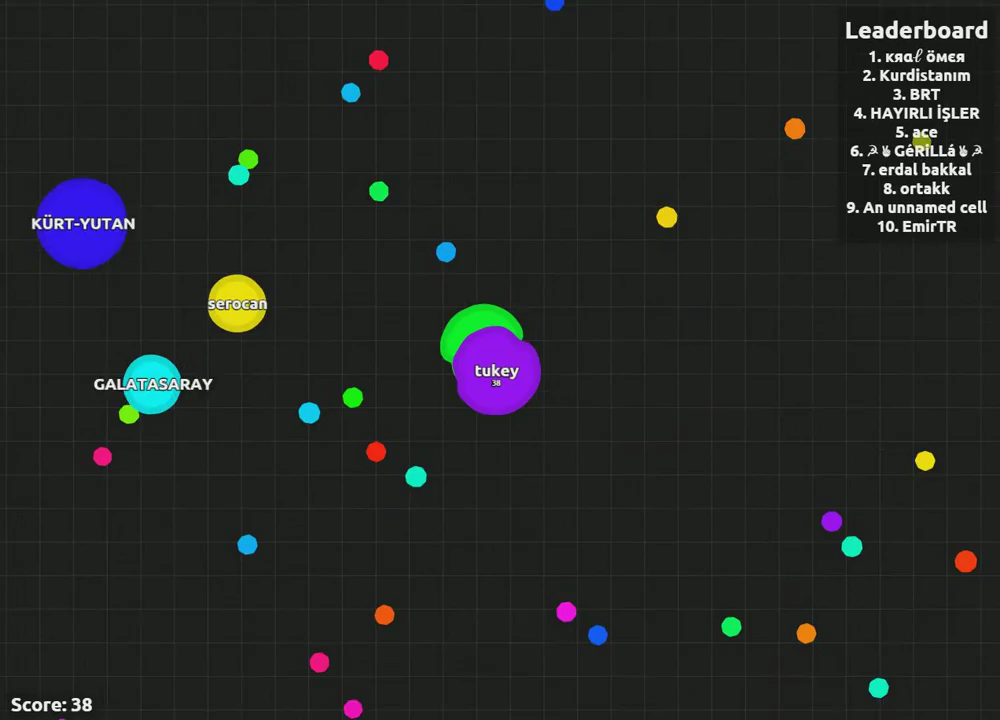 Leaderboard
1. кяαℓ öмєя
2. Kurdistanım
3. BRT
4. HAYIRLI İŞLER
5. ace
6. ☭✌GéRiLLá✌☭
7. erdal bakkal
8. ortakk
9. An unnamed cell
10. EmirTR
KÜRT-YUTAN
serocan
tukey
38
GALATASARAY
Score: 38